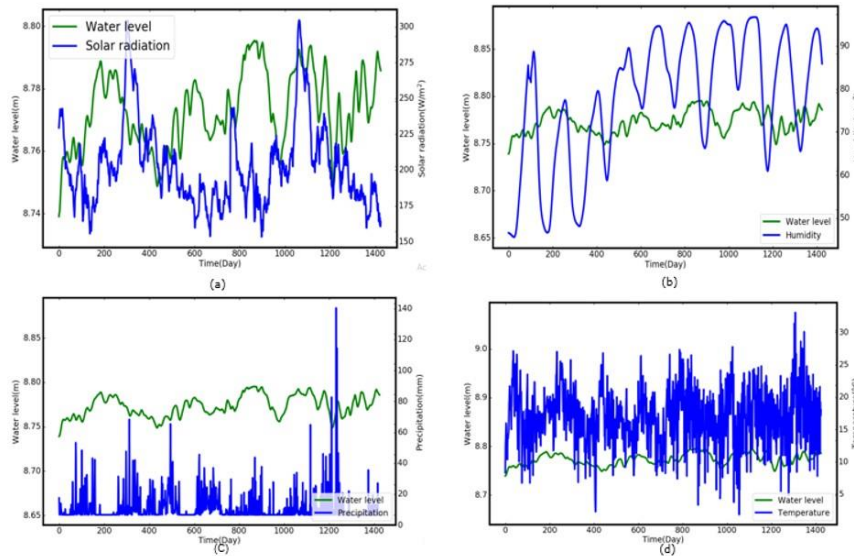 Water level
Solar radiation
Water level(m)
8.80
8.78
8.76
8.74
300
275
250
225
200
175
150
Solar radiation(W/m²)
0 200 400 600 800 1000 1200 1400
Time(Day)
Ac
(a)
Water level(m)
8.85
8.80
8.75
8.70
8.65
90
80
70
60
50
Water level
Humidity
0 200 400 600 800 1000 1200 1400
Time(Day)
(b)
Water level(m)
8.85
8.80
8.75
8.70
8.65
140
120
100
80
60
40
20
0
Precipitation(mm)
Water level
Precipitation
0 200 400 600 800 1000 1200 1400
Time(Day)
(C)
Water level(m)
9.0
8.9
8.8
8.7
30
25
20
15
10
5
Water level
Temperature
0 200 400 600 800 1000 1200 1400
Time(Day)
(d)